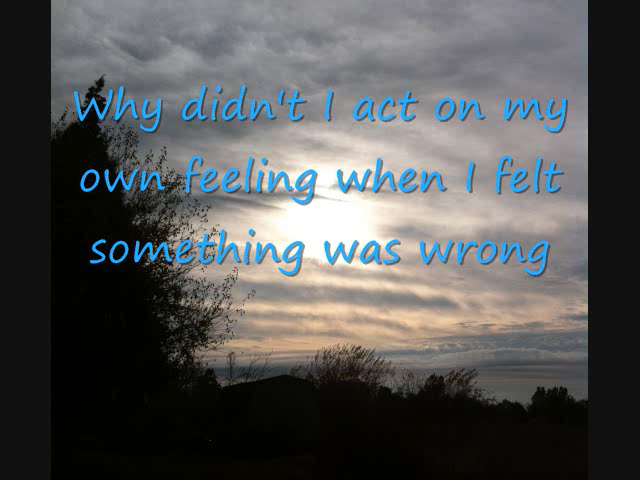 Why didn't I act on my
own feeling when I felt
something was wrong